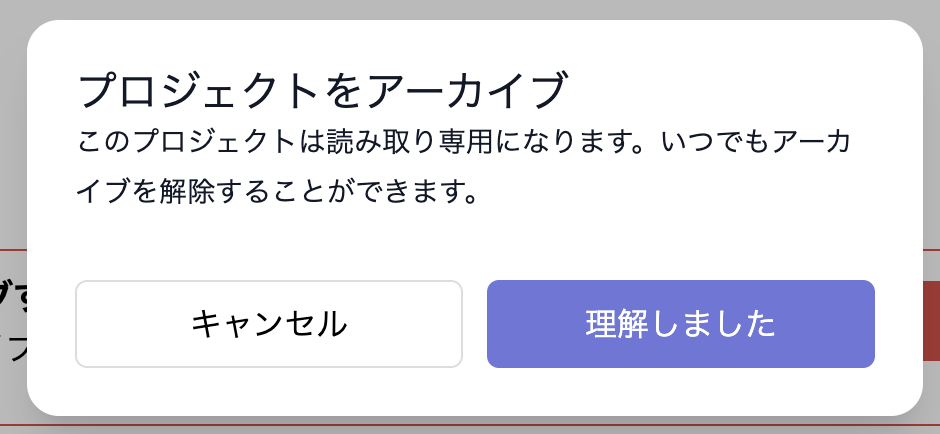 プロジェクトをアーカイブ
このプロジェクトは読み取り専用になります。いつでもアーカ
イブを解除することができます。
キャンセル
理解しました